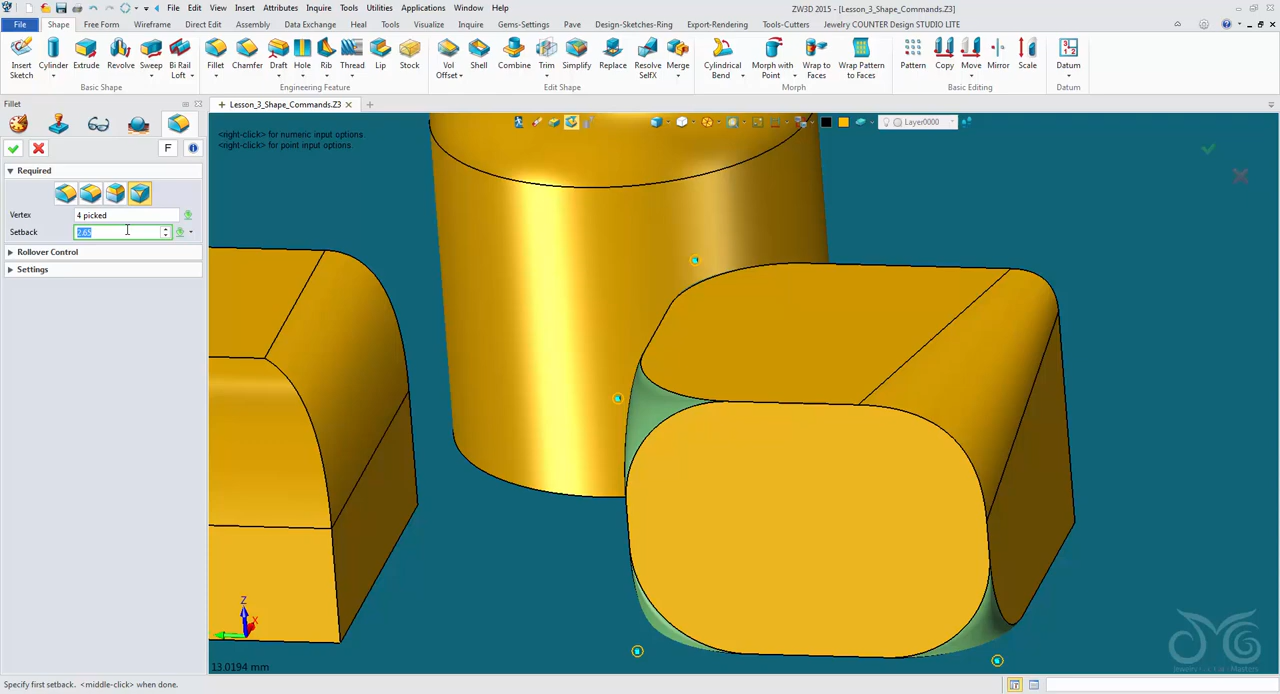 File Edit View Insert Attributes Inquire Tools Utilities Applications Window Help
ZW3D 2015 - [Lesson_3_Shape_Commands.Z3]
File Shape Free Form Wireframe Direct Edit Assembly Data Exchange Heal Tools Visualize Inquire Gems-Settings Pave Design-Sketches-Ring Export-Rendering Tools-Cutters Jewelry COUNTER Design STUDIO LITE
Insert Sketch Cylinder Extrude Revolve Sweep Bi Rail Loft Fillet Chamfer Draft Hole Rib Thread Lip Stock Vol Offset Shell Combine Trim Simplify Replace Resolve SelfX Merge Cylindrical Bend Morph with Point Wrap to Faces Wrap Pattern to Faces Pattern Copy Move Mirror Scale Datum
Basic Shape Engineering Feature Edit Shape Morph Basic Editing Datum
Fillet
Lesson_3_Shape_Commands.Z3
F
<right-click> for numeric input options
<right-click> for point input options
Layer0000
Required
Vertex 4 picked
Setback
Rollover Control
Settings
Z
X
13.0194 mm
Specify first setback. <middle-click> when done.